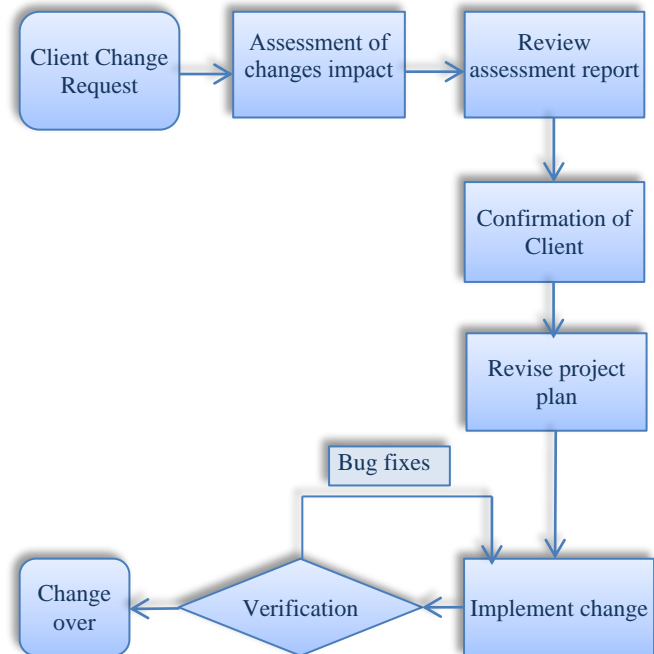 Client Change
Request
Assessment of
changes impact
Review
assessment report
Confirmation of
Client
Revise project
plan
Bug fixes
Implement change
Verification
Change
over